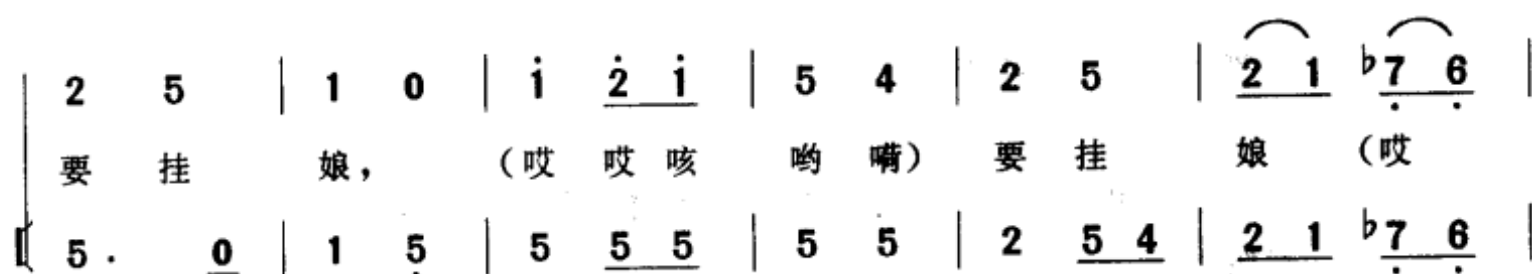 2 5 | 1 0 | i̇ 2̇ i̇ | 5 4 | 2 5 | 2 1 ♭7̣ 6̣ |
要 挂 娘， （哎 哎 咳 哟 嗬） 要 挂 娘 （哎
5· 0 | 1 5̣ | 5 5 5 | 5 5 | 2 5 4 | 2 1 ♭7̣ 6̣ |